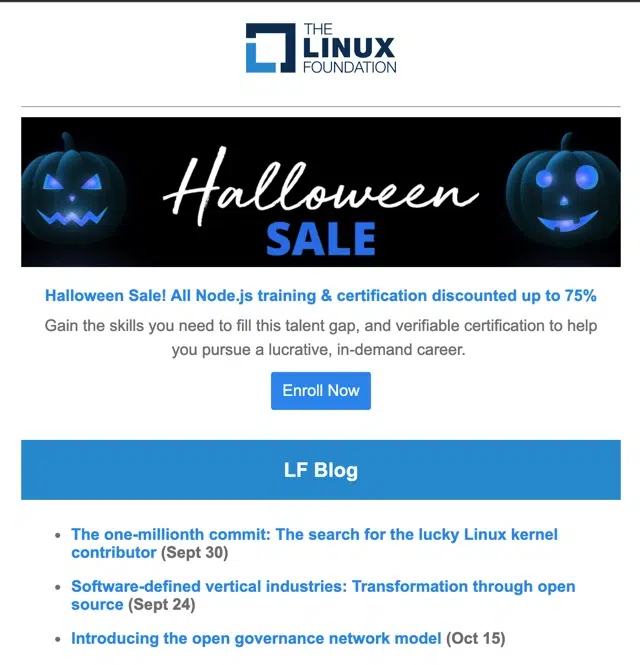 THE
LINUX
FOUNDATION
Halloween
SALE
Halloween Sale! All Node.js training & certification discounted up to 75%
Gain the skills you need to fill this talent gap, and verifiable certification to help
you pursue a lucrative, in-demand career.
Enroll Now
LF Blog
• The one-millionth commit: The search for the lucky Linux kernel
contributor (Sept 30)
• Software-defined vertical industries: Transformation through open
source (Sept 24)
• Introducing the open governance network model (Oct 15)